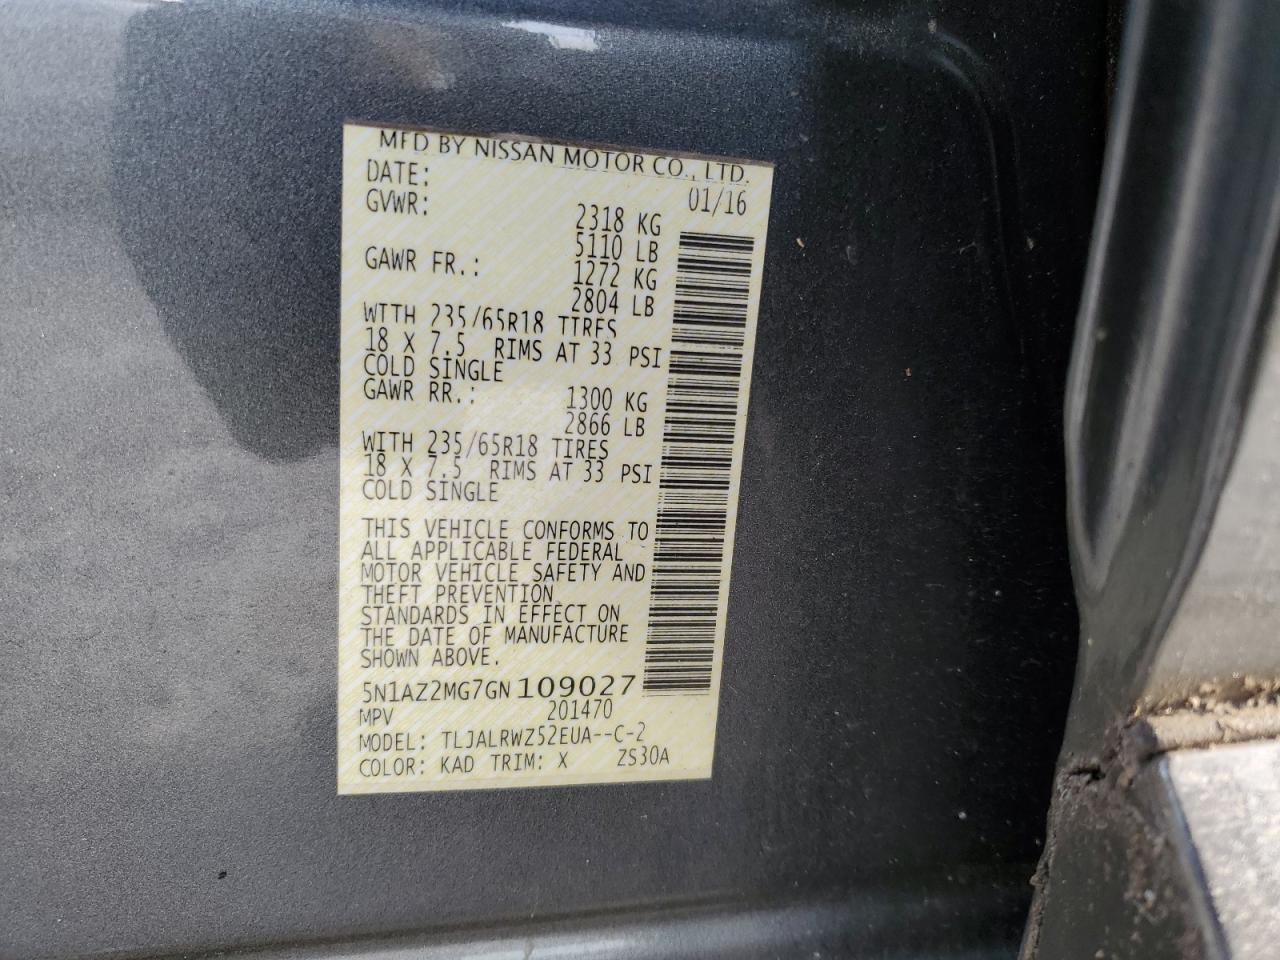 MFD BY NISSAN MOTOR CO., LTD.
DATE: 01/16
GVWR: 2318 KG
5110 LB
GAWR FR.: 1272 KG
2804 LB
WITH 235/65R18 TIRES
18 X 7.5 RIMS AT 33 PSI
COLD SINGLE
GAWR RR.: 1300 KG
2866 LB
WITH 235/65R18 TIRES
18 X 7.5 RIMS AT 33 PSI
COLD SINGLE
THIS VEHICLE CONFORMS TO
ALL APPLICABLE FEDERAL
MOTOR VEHICLE SAFETY AND
THEFT PREVENTION
STANDARDS IN EFFECT ON
THE DATE OF MANUFACTURE
SHOWN ABOVE.
5N1AZ2MG7GN109027
MPV 201470
MODEL: TLJALRWZ52EUA--C-2
COLOR: KAD TRIM: X ZS30A